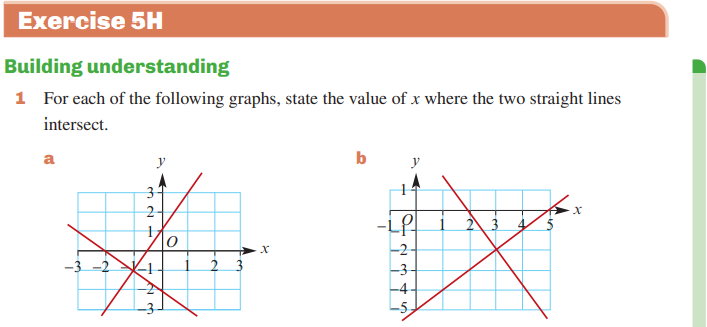 Exercise 5H
Building understanding
1 For each of the following graphs, state the value of x where the two straight lines
intersect.
a
b
y
3
2
1
O
x
–3 –2 –1 1 2 3
–1
–2
–3
y
1
O
x
–1 1 2 3 4 5
–1
–2
–3
–4
–5